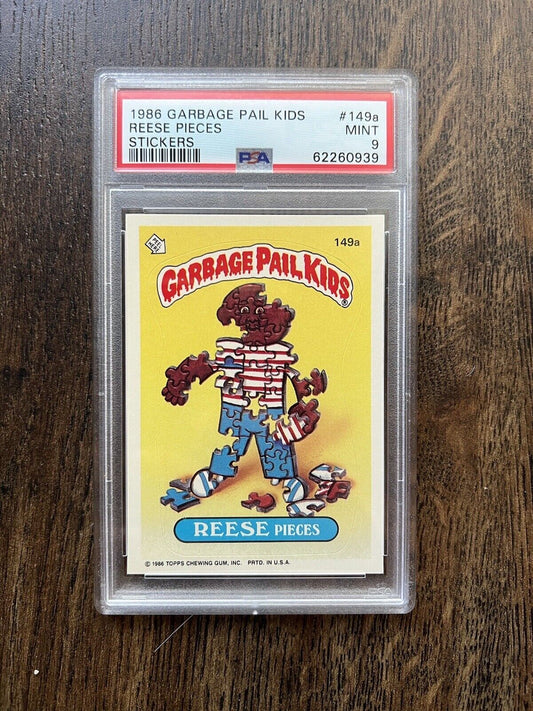 1986 GARBAGE PAIL KIDS #149a
REESE PIECES MINT
STICKERS 9
PSA 62260939
149a
GARBAGE PAIL KIDS®
REESE PIECES
© 1986 TOPPS CHEWING GUM, INC. PRTD. IN U.S.A.